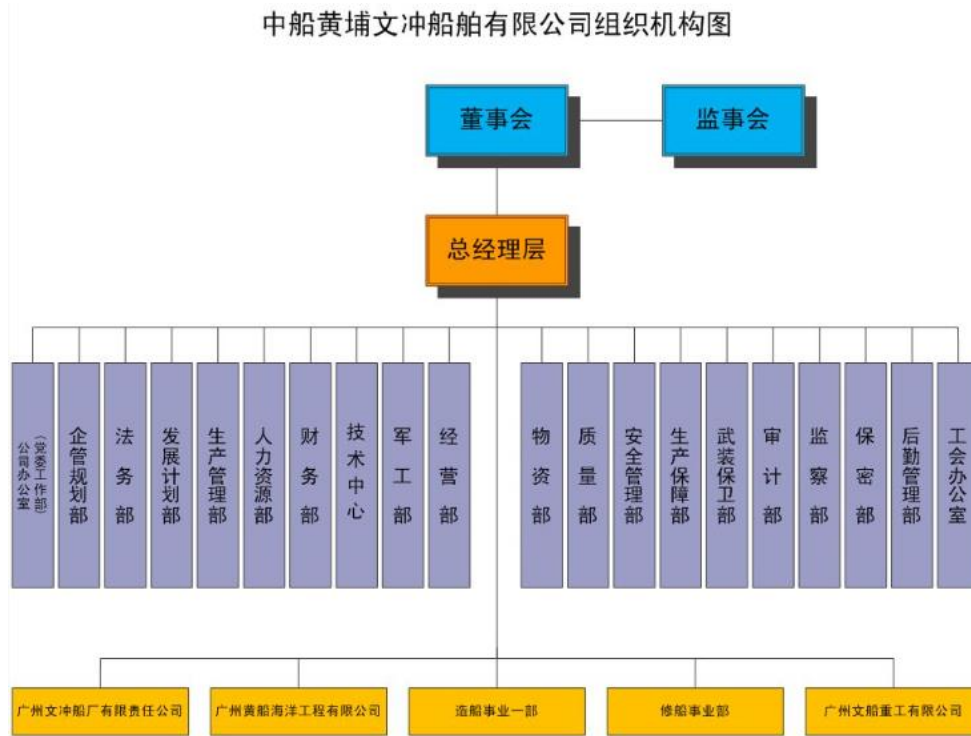 中船黄埔文冲船舶有限公司组织机构图
董事会
监事会
总经理层
公司办公室
（党委工作部）
企管规划部
法务部
发展计划部
生产管理部
人力资源部
财务部
技术中心
军工部
经营部
物资部
质量部
安全管理部
生产保障部
武装保卫部
审计部
监察部
保密部
后勤管理部
工会办公室
广州文冲船厂有限责任公司
广州黄船海洋工程有限公司
造船事业一部
修船事业部
广州文船重工有限公司